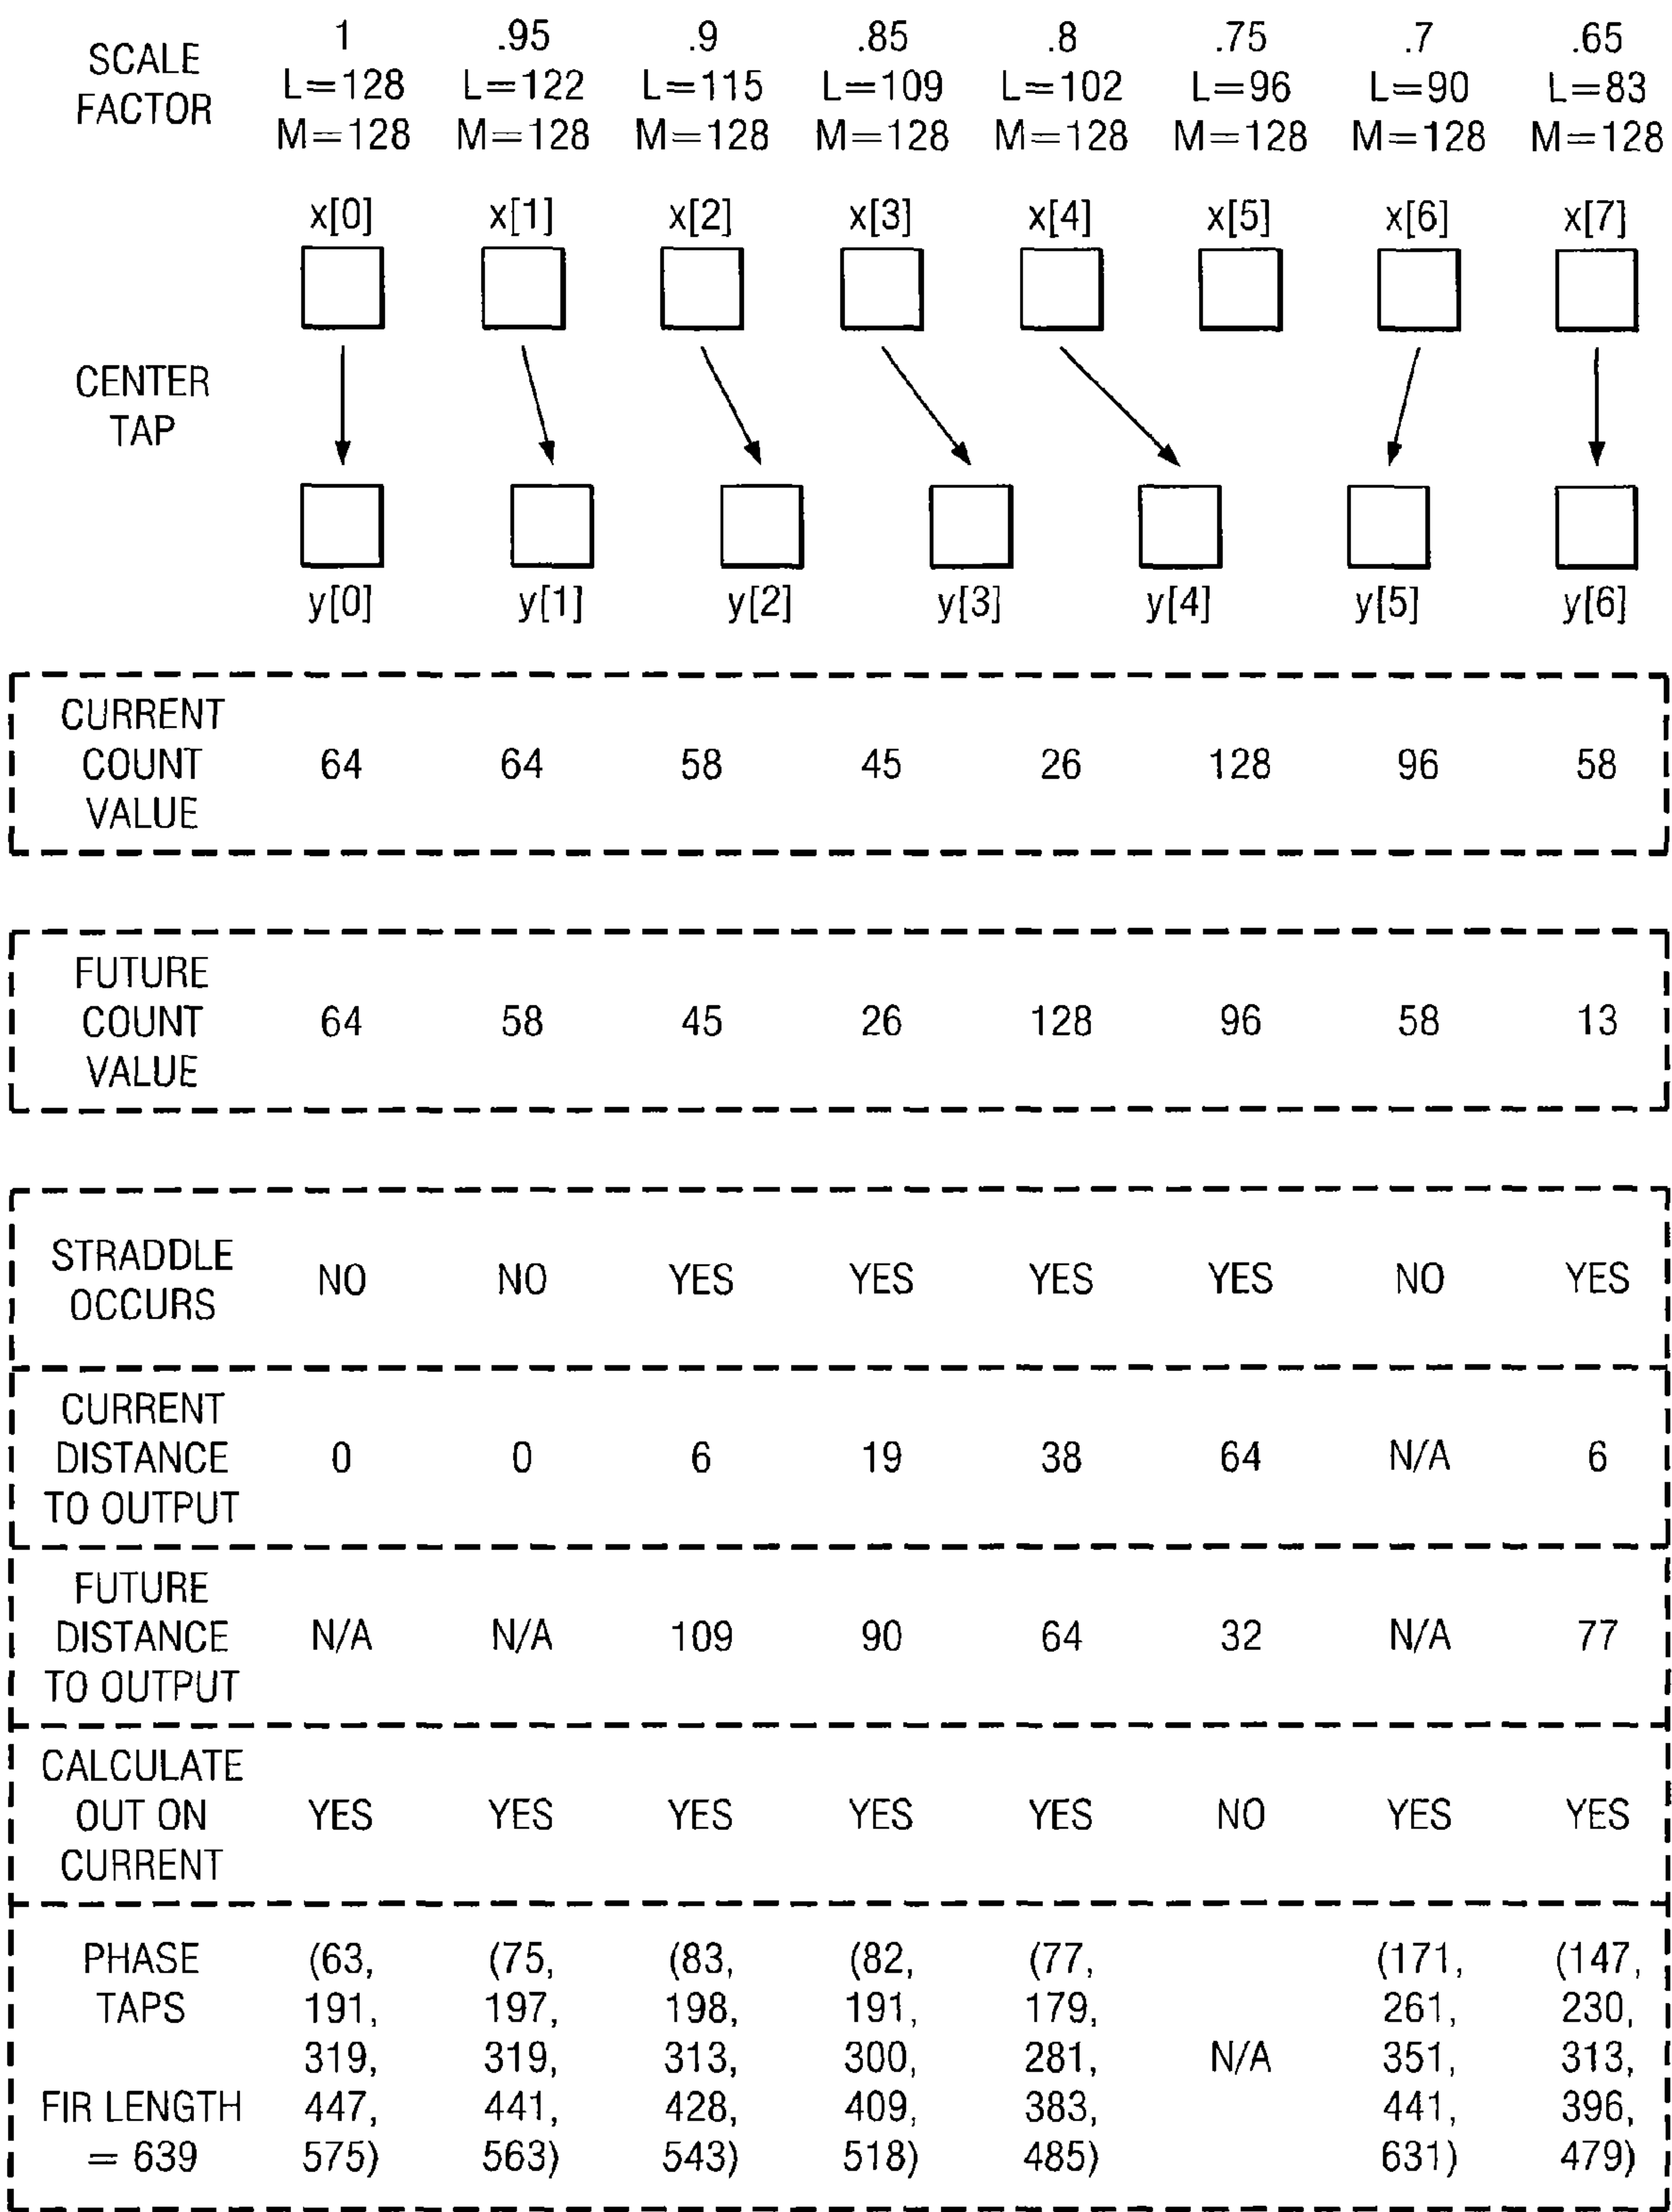 SCALE FACTOR
1 .95 .9 .85 .8 .75 .7 .65
L=128 L=122 L=115 L=109 L=102 L=96 L=90 L=83
M=128 M=128 M=128 M=128 M=128 M=128 M=128 M=128
x[0] x[1] x[2] x[3] x[4] x[5] x[6] x[7]
CENTER
TAP
y[0] y[1] y[2] y[3] y[4] y[5] y[6]
CURRENT
COUNT 64 64 58 45 26 128 96 58
VALUE
FUTURE
COUNT 64 58 45 26 128 96 58 13
VALUE
STRADDLE
OCCURS
NO NO YES YES YES YES NO YES
CURRENT
DISTANCE 0 0 6 19 38 64 N/A 6
TO OUTPUT
FUTURE
DISTANCE N/A N/A 109 90 64 32 N/A 77
TO OUTPUT
CALCULATE
OUT ON YES YES YES YES YES NO YES YES
CURRENT
PHASE (63, (75, (83, (82, (77, (171, (147,
TAPS 191, 197, 198, 191, 179, 261, 230,
319, 319, 313, 300, 281, N/A 351, 313,
FIR LENGTH 447, 441, 428, 409, 383, 441, 396,
= 639 575) 563) 543) 518) 485) 631) 479)